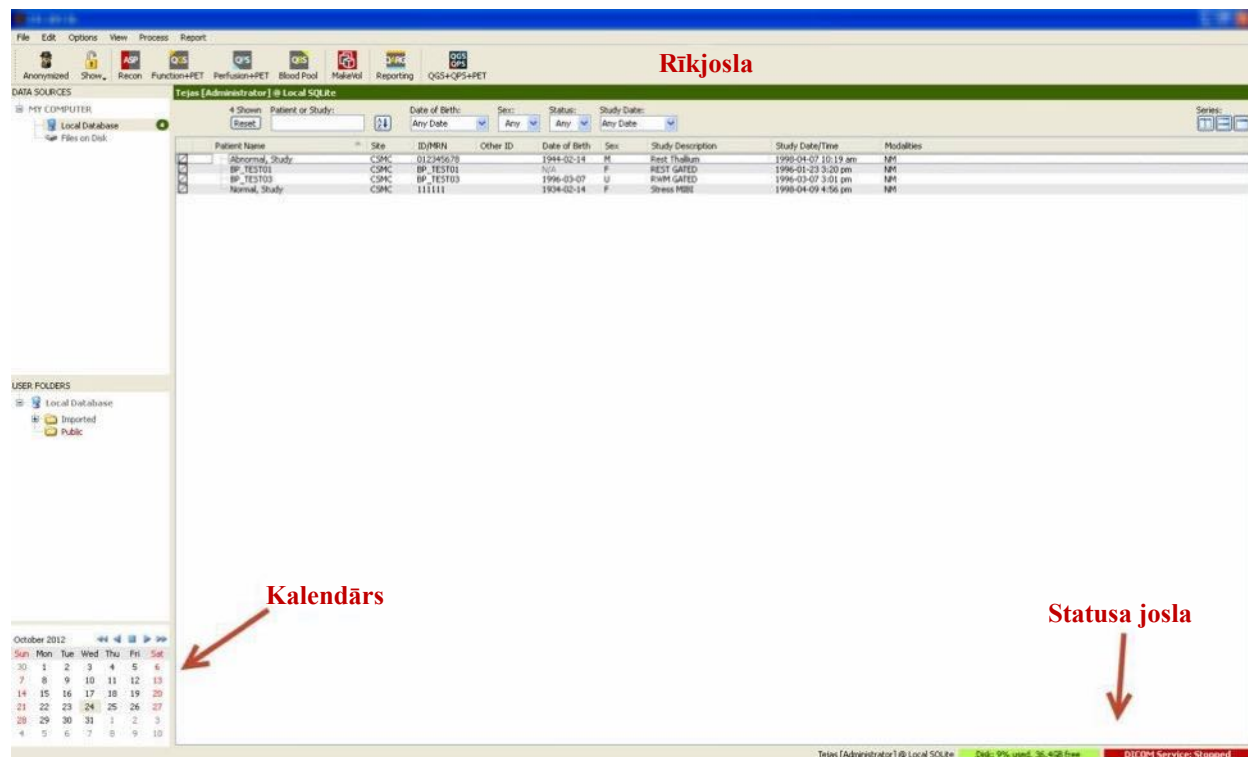 File Edit Options View Process Report
Anonymized Show Recon Function+PET Perfusion+PET Blood Pool MakeVol Reporting QGS+QPS+PET
Rīkjosla
DATA SOURCES
MY COMPUTER
Local Database
Files on Disk
Tejas [Administrator] @ Local SQLite
4 Shown Patient or Study: Date of Birth: Sex: Status: Study Date: Series:
Reset Any Date Any Any Any Date
Patient Name Site ID/MRN Other ID Date of Birth Sex Study Description Study Date/Time Modalities
Abnormal, Study CSMC 012345678 1944-02-14 M Rest Thallium 1998-04-07 10:19 am NM
BP_TEST01 CSMC BP_TEST01 N/A F REST GATED 1996-01-23 3:20 pm NM
BP_TEST03 CSMC BP_TEST03 1996-03-07 U RWM GATED 1996-03-07 3:01 pm NM
Normal, Study CSMC 111111 1934-02-14 F Stress MIBI 1998-04-09 4:56 pm NM
USER FOLDERS
Local Database
Imported
Public
Kalendārs
Statusa josla
October 2012
Sun Mon Tue Wed Thu Fri Sat
30 1 2 3 4 5 6
7 8 9 10 11 12 13
14 15 16 17 18 19 20
21 22 23 24 25 26 27
28 29 30 31 1 2 3
4 5 6 7 8 9 10
Tejas [Administrator] @ Local SQLite Disk: 9% used, 36.4GB free DICOM Service: Stopped